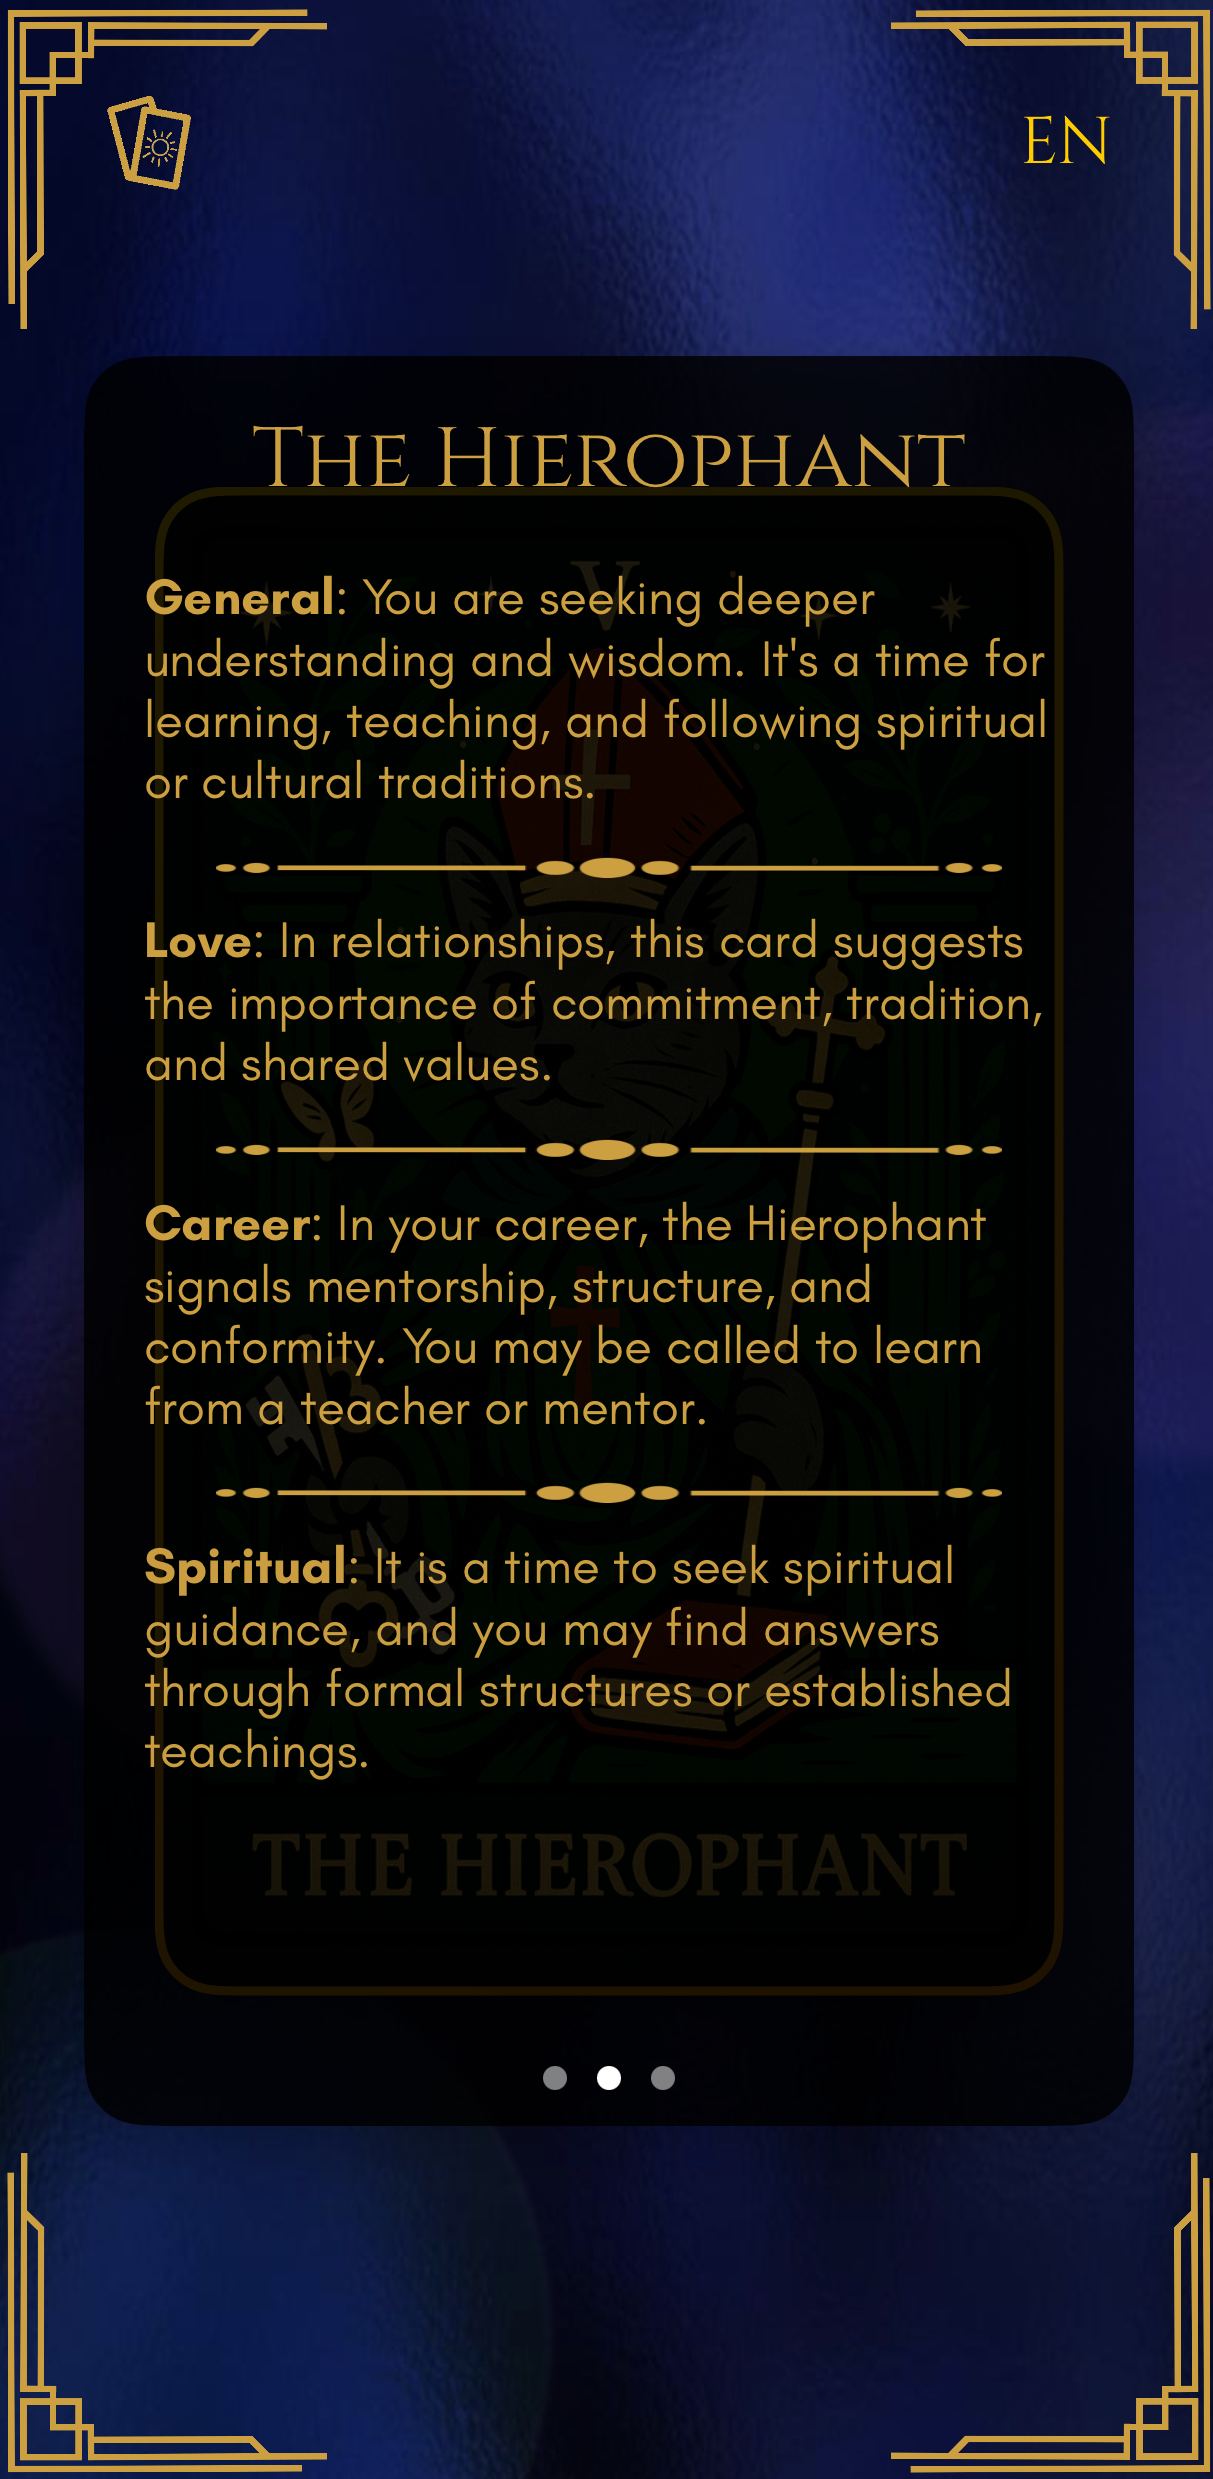 EN
The Hierophant
V
General: You are seeking deeper
understanding and wisdom. It's a time for
learning, teaching, and following spiritual
or cultural traditions.
Love: In relationships, this card suggests
the importance of commitment, tradition,
and shared values.
Career: In your career, the Hierophant
signals mentorship, structure, and
conformity. You may be called to learn
from a teacher or mentor.
Spiritual: It is a time to seek spiritual
guidance, and you may find answers
through formal structures or established
teachings.
THE HIEROPHANT